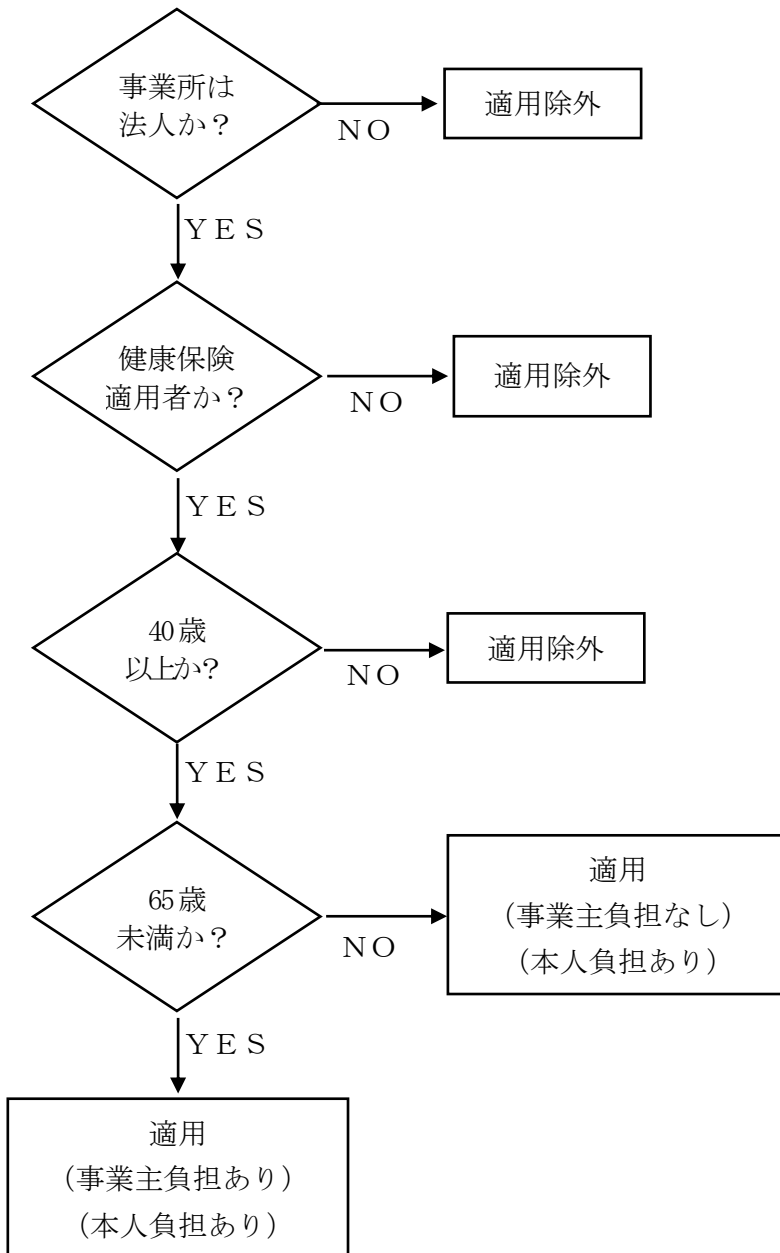 事業所は
法人か？
NO
適用除外
ＹＥＳ
健康保険
適用者か？
NO
適用除外
ＹＥＳ
40歳
以上か?
NO
適用除外
ＹＥＳ
65歳
未満か？
NO
適用
（事業主負担なし）
（本人負担あり）
ＹＥＳ
適用
（事業主負担あり）
（本人負担あり）